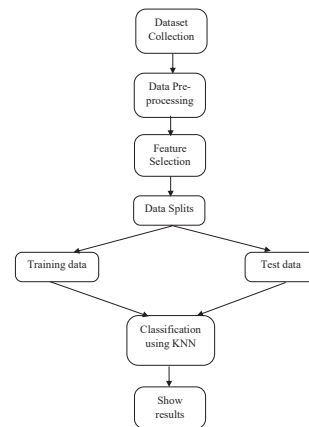 Dataset
Collection
Data Pre-
processing
Feature
Selection
Data Splits
Training data
Test data
Classification
using KNN
Show
results